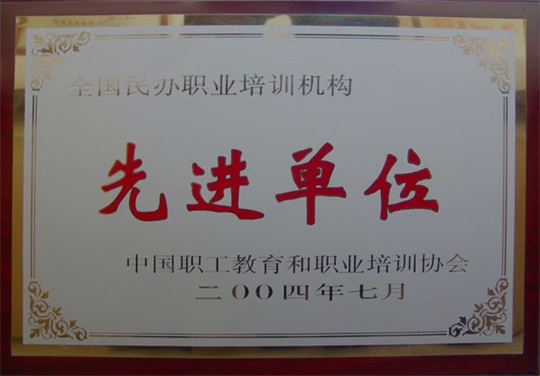 全国民办职业培训机构
先进单位
中国职工教育和职业培训协会
二00四年七月